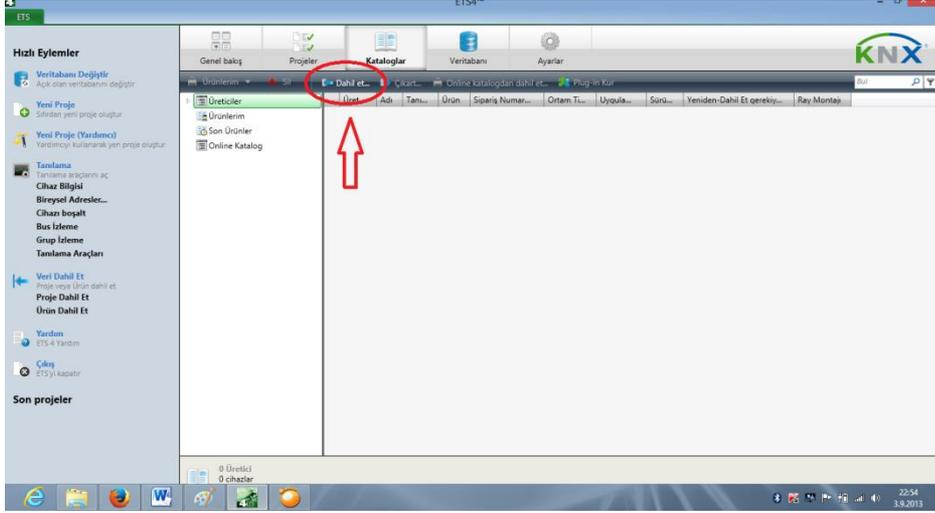 ETS4™
ETS
Hızlı Eylemler
Veritabanı Değiştir
Açık olan veritabanını değiştir
Yeni Proje
Sıfırdan yeni proje oluştur
Yeni Proje (Yardımcı)
Yardımcıyı kullanarak yen proje oluştur
Tanılama
Tanılama araçlarını aç
Cihaz Bilgisi
Bireysel Adresler...
Cihazı boşalt
Bus İzleme
Grup İzleme
Tanılama Araçları
Veri Dahil Et
Proje veya Ürün dahil et
Proje Dahil Et
Ürün Dahil Et
Yardım
ETS 4 Yardım
Çıkış
ETS'yi kapatır
Son projeler
Genel bakış
Projeler
Kataloglar
Veritabanı
Ayarlar
KNX
Ürünlerim
Sil
Dahil et...
Çıkart...
Online katalogdan dahil et...
Plug-in Kur
Bul
Üreticiler
Ürünlerim
Son Ürünler
Online Katalog
Üret... Adı Tanı... Ürün Sipariş Numar... Ortam Ti... Uygula... Sürü... Yeniden-Dahil Et gerekiy... Ray Montajı
0 Üretici
0 cihazlar
22:54
3.9.2013